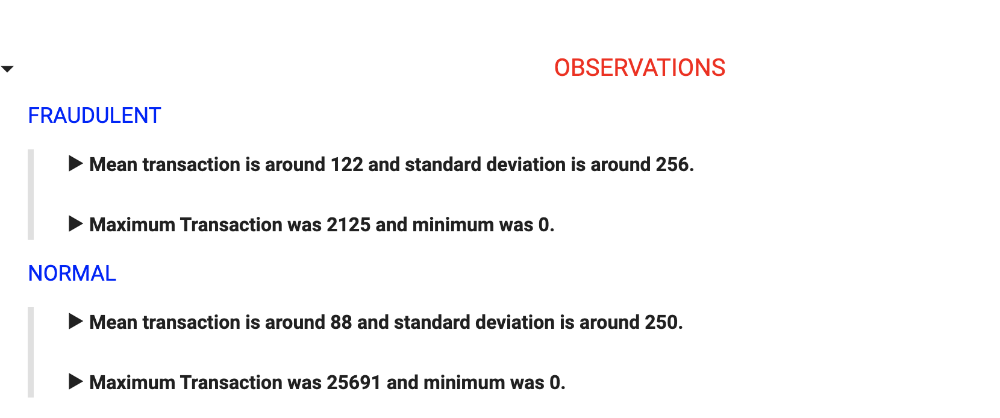 OBSERVATIONS
FRAUDULENT
► Mean transaction is around 122 and standard deviation is around 256.
► Maximum Transaction was 2125 and minimum was 0.
NORMAL
► Mean transaction is around 88 and standard deviation is around 250.
► Maximum Transaction was 25691 and minimum was 0.